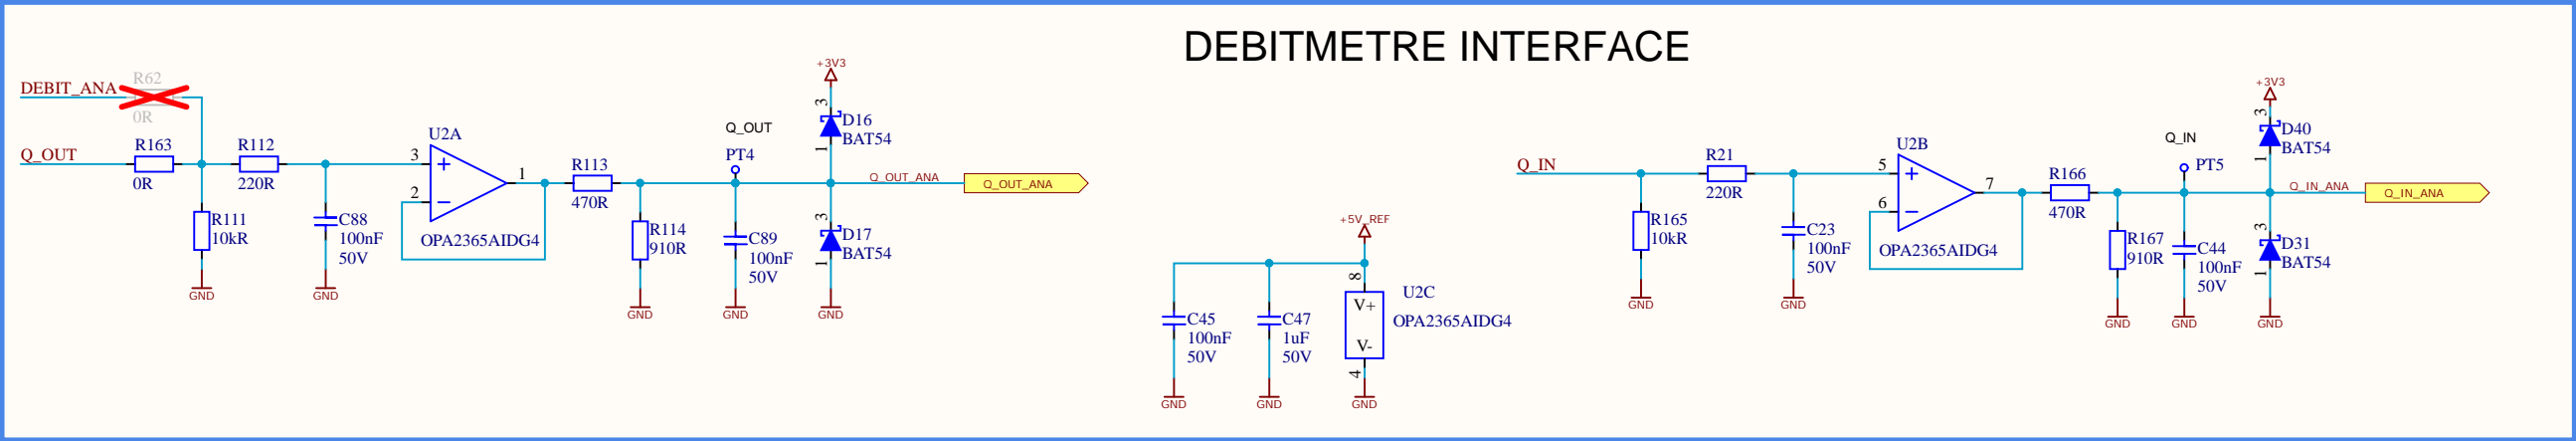 DEBITMETRE INTERFACE
DEBIT_ANA
R62
0R
Q_OUT
R163
0R
R112
220R
R111
10kR
GND
C88
100nF
50V
GND
U2A
3
2
1
OPA2365AIDG4
R113
470R
R114
910R
GND
Q_OUT
PT4
C89
100nF
50V
GND
+3V3
3
D16
BAT54
1
3
D17
BAT54
1
GND
Q_OUT_ANA
Q_OUT_ANA
+5V_REF
8
U2C
V+
OPA2365AIDG4
V-
4
GND
C45
100nF
50V
GND
C47
1uF
50V
GND
Q_IN
R165
10kR
GND
R21
220R
C23
100nF
50V
GND
U2B
5
6
7
OPA2365AIDG4
R166
470R
R167
910R
GND
Q_IN
PT5
C44
100nF
50V
GND
+3V3
3
D40
BAT54
1
3
D31
BAT54
1
GND
Q_IN_ANA
Q_IN_ANA